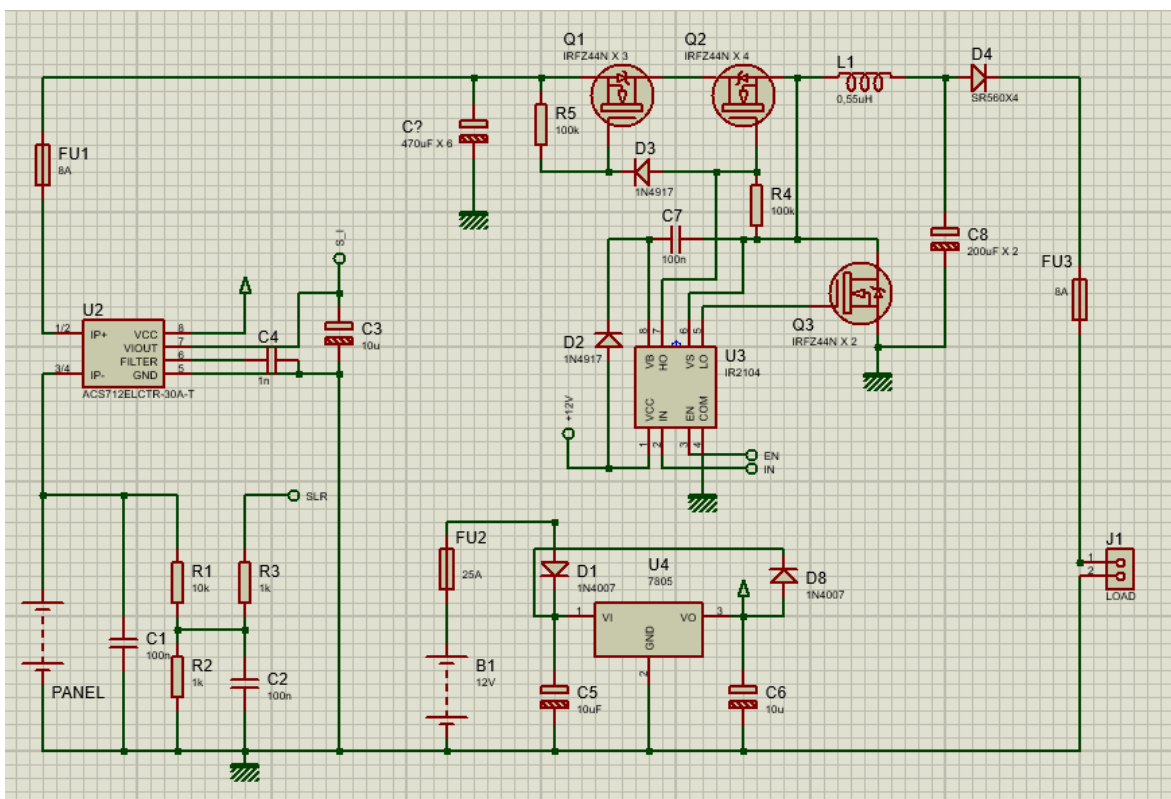 Q1
IRFZ44N X 3
Q2
IRFZ44N X 4
L1
0,55uH
D4
SR560X4
R5
100k
C?
470uF X 6
FU1
8A
D3
1N4917
R4
100k
C7
100n
C8
200uF X 2
FU3
8A
S_I
U2
1/2
IP+
3/4
IP-
VCC
8
VIOUT
7
FILTER
6
GND
5
ACS712ELCTR-30A-T
C4
1n
C3
10u
D2
1N4917
Q3
IRFZ44N X 2
8
7
6
5
VB
HO
VS
LO
U3
IR2104
VCC
IN
EN
COM
1
2
3
4
+12V
EN
IN
SLR
FU2
25A
D1
1N4007
U4
7805
D8
1N4007
J1
1
2
LOAD
R1
10k
R3
1k
1
VI
VO
3
GND
2
C1
100n
R2
1k
C2
100n
PANEL
B1
12V
C5
10uF
C6
10u